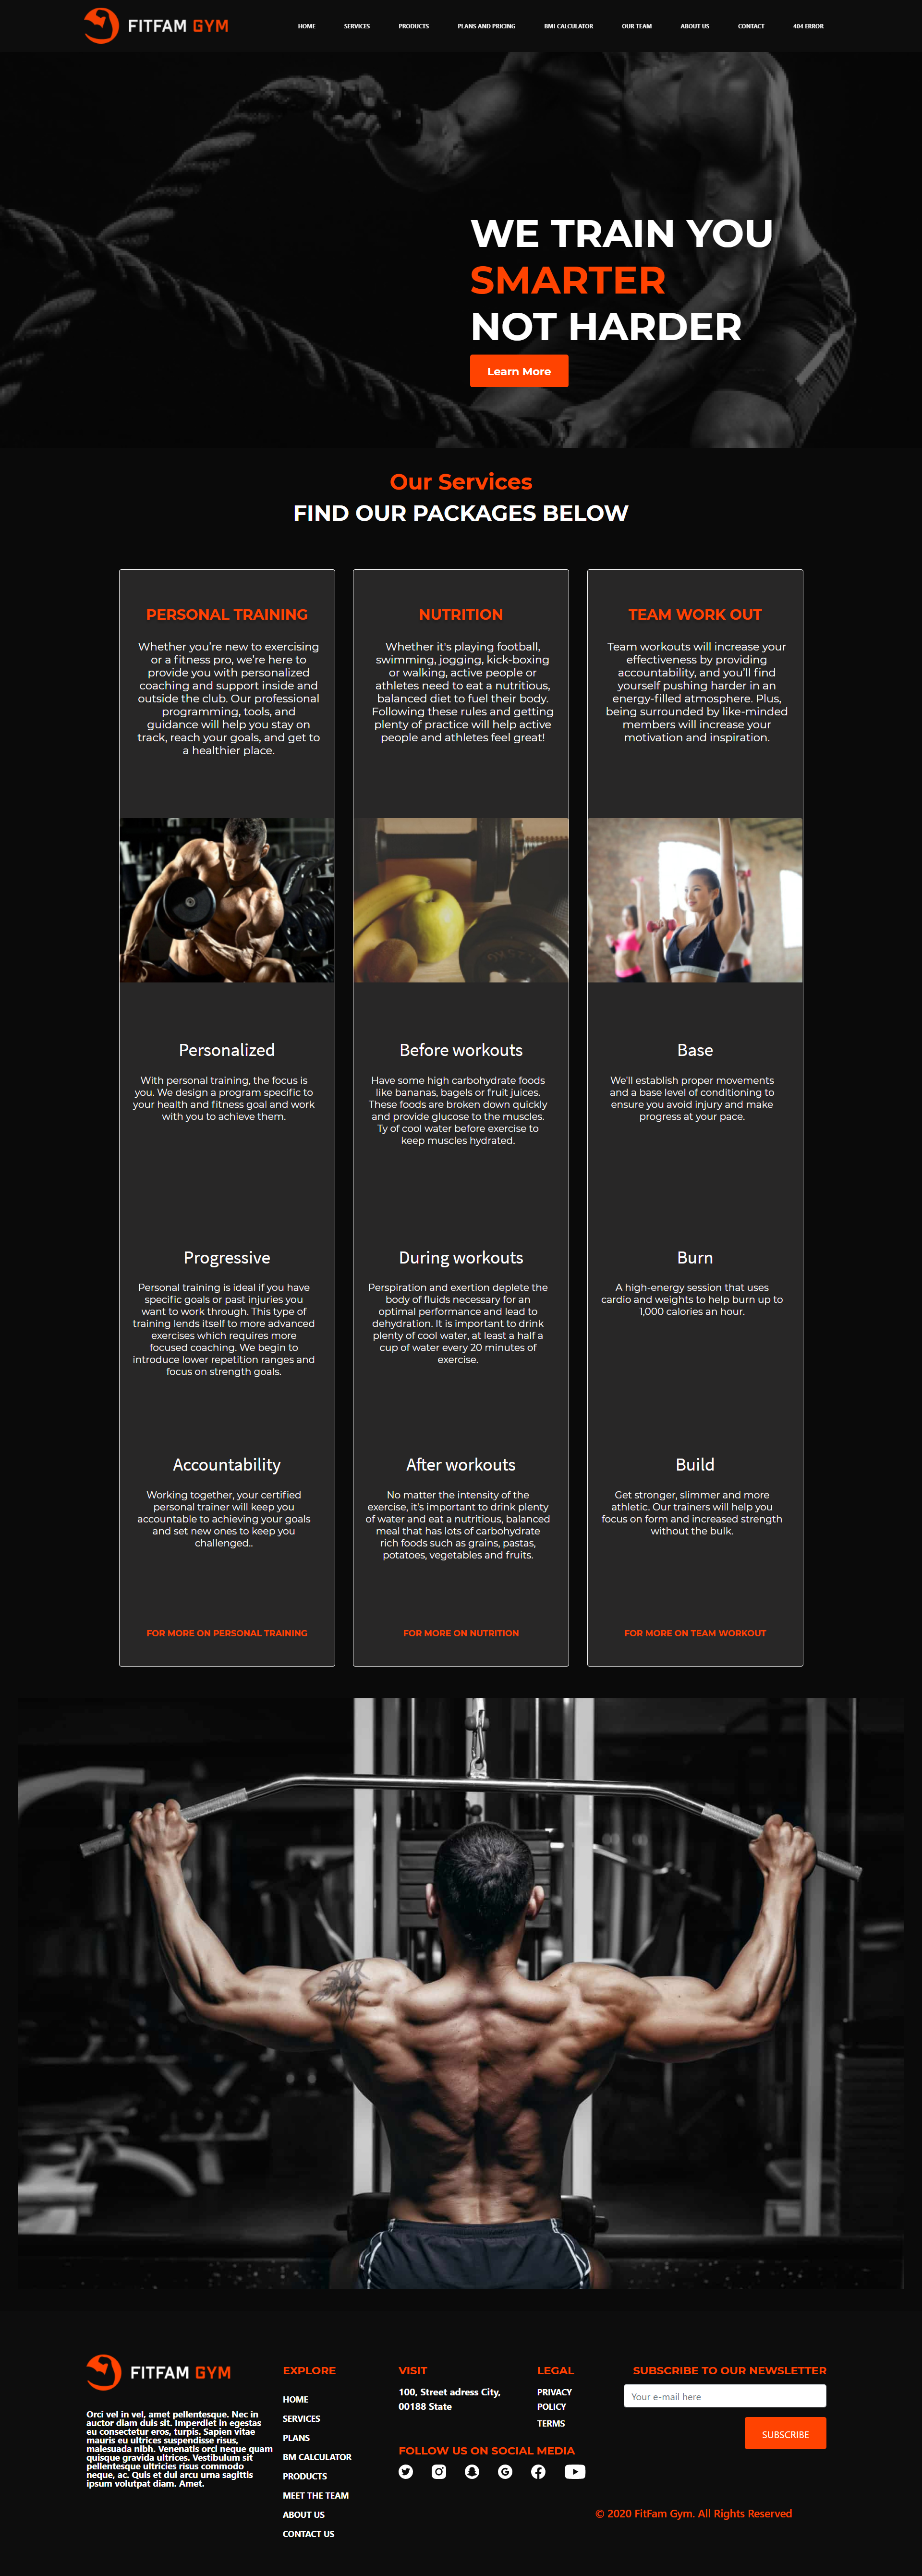 FITFAM GYM
HOME SERVICES PRODUCTS PLANS AND PRICING BMI CALCULATOR OUR TEAM ABOUT US CONTACT 404 ERROR
WE TRAIN YOU
SMARTER
NOT HARDER
Learn More
Our Services
FIND OUR PACKAGES BELOW
PERSONAL TRAINING
Whether you're new to exercising
or a fitness pro, we're here to
provide you with personalized
coaching and support inside and
outside the club. Our professional
programming, tools, and
guidance will help you stay on
track, reach your goals, and get to
a healthier place.
Personalized
With personal training, the focus is
you. We design a program specific to
your health and fitness goal and work
with you to achieve them.
Progressive
Personal training is ideal if you have
specific goals or past injuries you
want to work through. This type of
training lends itself to more advanced
exercises which requires more
focused coaching. We begin to
introduce lower repetition ranges and
focus on strength goals.
Accountability
Working together, your certified
personal trainer will keep you
accountable to achieving your goals
and set new ones to keep you
challenged..
FOR MORE ON PERSONAL TRAINING
NUTRITION
Whether it's playing football,
swimming, jogging, kick-boxing
or walking, active people or
athletes need to eat a nutritious,
balanced diet to fuel their body.
Following these rules and getting
plenty of practice will help active
people and athletes feel great!
Before workouts
Have some high carbohydrate foods
like bananas, bagels or fruit juices.
These foods are broken down quickly
and provide glucose to the muscles.
Ty of cool water before exercise to
keep muscles hydrated.
During workouts
Perspiration and exertion deplete the
body of fluids necessary for an
optimal performance and lead to
dehydration. It is important to drink
plenty of cool water, at least a half a
cup of water every 20 minutes of
exercise.
After workouts
No matter the intensity of the
exercise, it's important to drink plenty
of water and eat a nutritious, balanced
meal that has lots of carbohydrate
rich foods such as grains, pastas,
potatoes, vegetables and fruits.
FOR MORE ON NUTRITION
TEAM WORK OUT
Team workouts will increase your
effectiveness by providing
accountability, and you'll find
yourself pushing harder in an
energy-filled atmosphere. Plus,
being surrounded by like-minded
members will increase your
motivation and inspiration.
Base
We'll establish proper movements
and a base level of conditioning to
ensure you avoid injury and make
progress at your pace.
Burn
A high-energy session that uses
cardio and weights to help burn up to
1,000 calories an hour.
Build
Get stronger, slimmer and more
athletic. Our trainers will help you
focus on form and increased strength
without the bulk.
FOR MORE ON TEAM WORKOUT
FITFAM GYM
Orci vel in vel, amet pellentesque. Nec in
auctor diam duis sit. Imperdiet in egestas
eu consectetur eros, turpis. Sapien vitae
mauris eu ultrices suspendisse risus,
malesuada nibh. Venenatis orci neque quam
quisque gravida ultrices. Vestibulum sit
pellentesque ultricies risus commodo
neque, ac. Quis et dui arcu urna sagittis
ipsum volutpat diam. Amet.
EXPLORE
HOME
SERVICES
PLANS
BM CALCULATOR
PRODUCTS
MEET THE TEAM
ABOUT US
CONTACT US
VISIT
100, Street adress City,
00188 State
LEGAL
PRIVACY
POLICY
TERMS
FOLLOW US ON SOCIAL MEDIA
SUBSCRIBE TO OUR NEWSLETTER
Your e-mail here
SUBSCRIBE
© 2020 FitFam Gym. All Rights Reserved